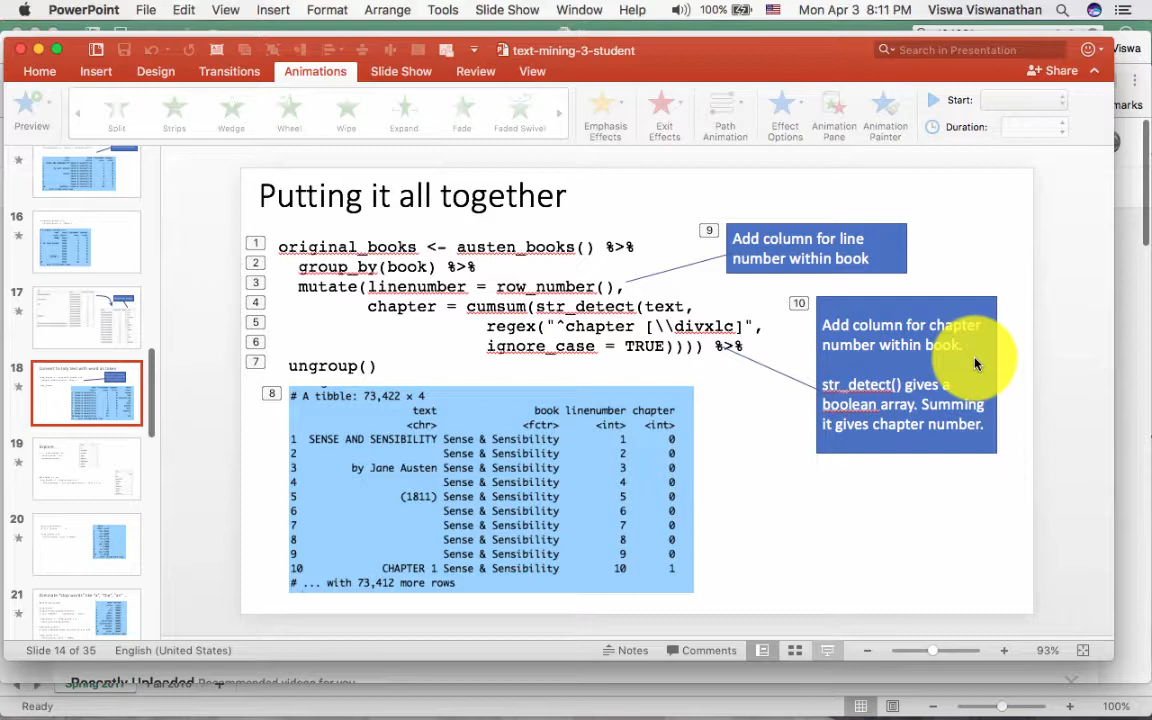 PowerPoint File Edit View Insert Format Arrange Tools Slide Show Window Help 100% Mon Apr 3 8:11 PM Viswa Viswanathan
text-mining-3-student
Search in Presentation
Viswa
Home Insert Design Transitions Animations Slide Show Review View
Share
Preview
Split Strips Wedge Wheel Wipe Expand Fade Faded Swivel
Emphasis Effects
Exit Effects
Path Animation
Effect Options
Animation Pane
Animation Painter
Start:
Duration:
marks
16
17
18
19
20
21
Putting it all together
1 original_books <- austen_books() %>%
2 group_by(book) %>%
3 mutate(linenumber = row_number(),
4 chapter = cumsum(str_detect(text,
5 regex("^chapter [\\divxlc]",
6 ignore_case = TRUE)))) %>%
7 ungroup()
8
9
Add column for line
number within book
10
Add column for chapter
number within book.
str_detect() gives a
boolean array. Summing
it gives chapter number.
# A tibble: 73,422 × 4
text book linenumber chapter
<chr> <fctr> <int> <int>
1 SENSE AND SENSIBILITY Sense & Sensibility 1 0
2 Sense & Sensibility 2 0
3 by Jane Austen Sense & Sensibility 3 0
4 Sense & Sensibility 4 0
5 (1811) Sense & Sensibility 5 0
6 Sense & Sensibility 6 0
7 Sense & Sensibility 7 0
8 Sense & Sensibility 8 0
9 Sense & Sensibility 9 0
10 CHAPTER 1 Sense & Sensibility 10 1
# ... with 73,412 more rows
Slide 14 of 35 English (United States) Notes Comments 93%
Recently Uploaded Recommended videos for you
Ready 100%